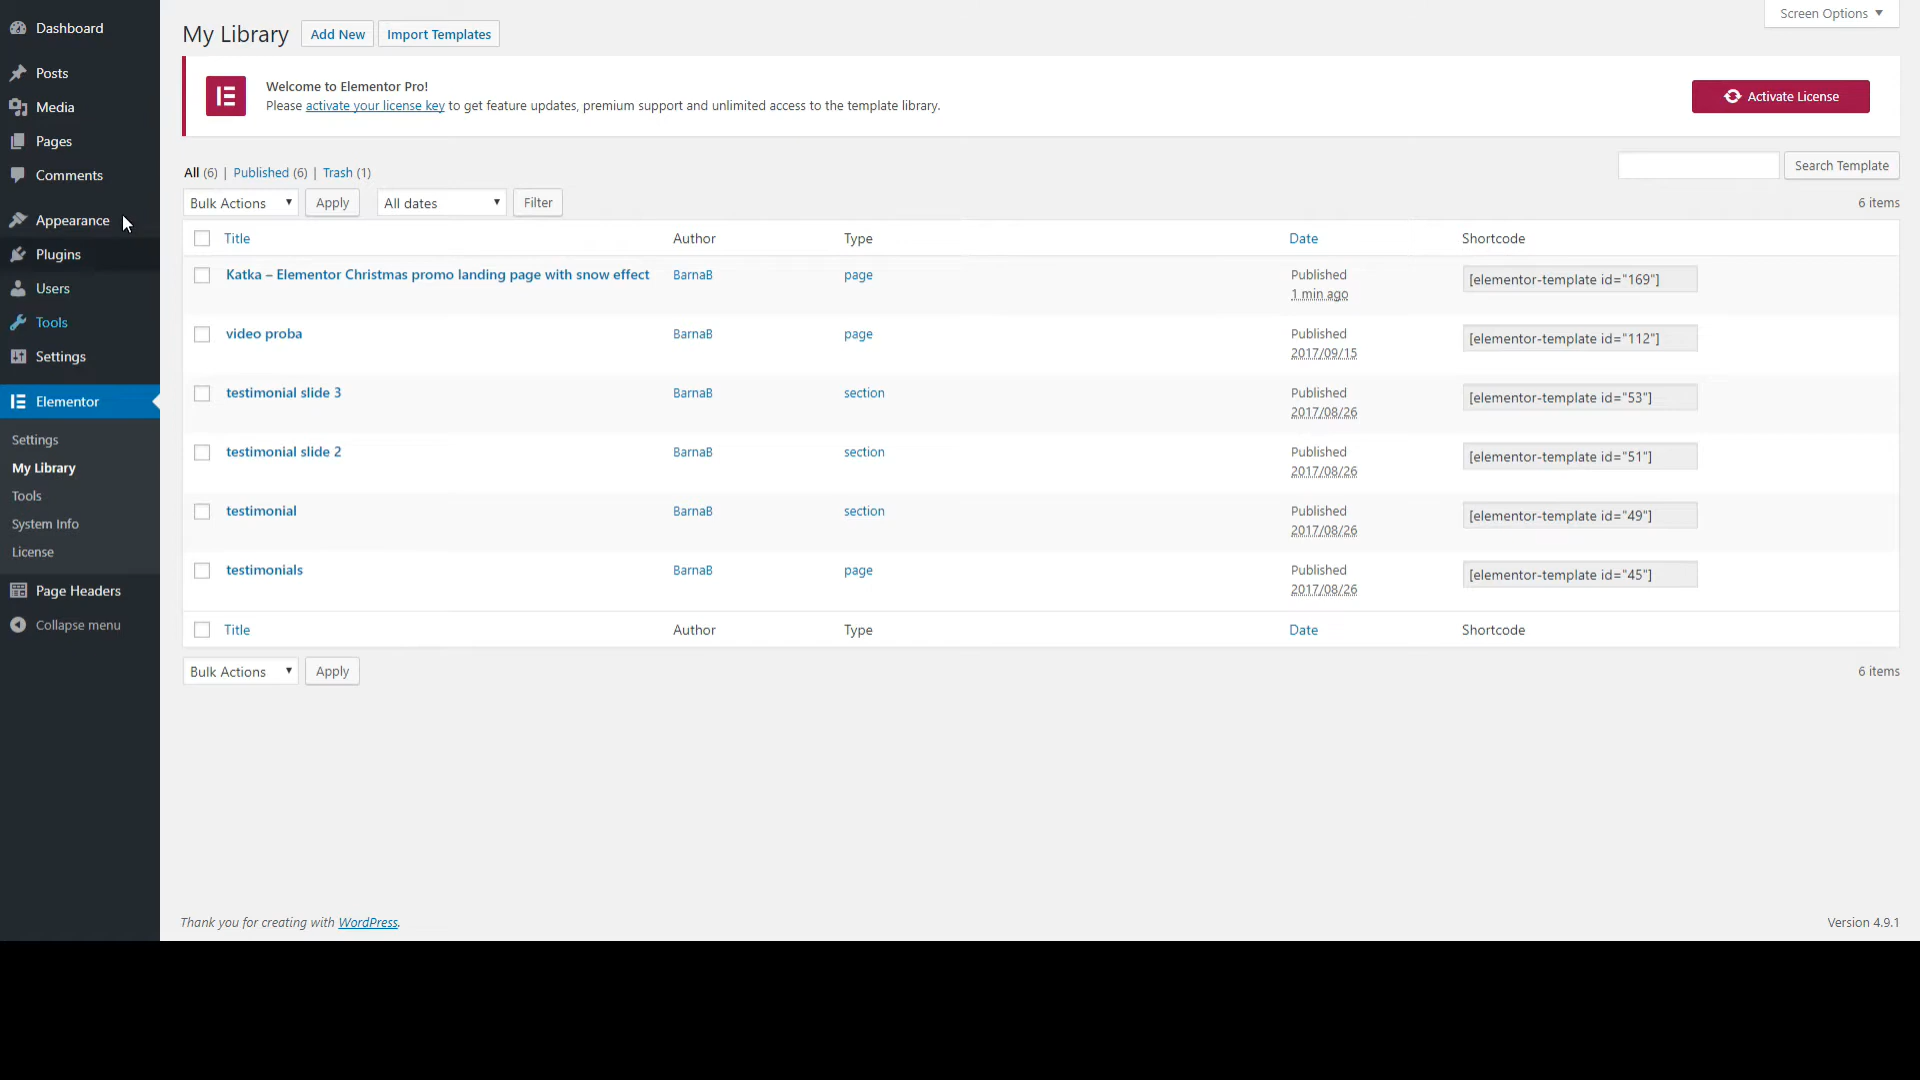 Dashboard
Posts
Media
Pages
Comments
Appearance
Plugins
Users
Tools
Settings
Elementor
Settings
My Library
Tools
System Info
License
Page Headers
Collapse menu
Screen Options
My Library Add New Import Templates
Welcome to Elementor Pro!
Please activate your license key to get feature updates, premium support and unlimited access to the template library.
Activate License
All (6) | Published (6) | Trash (1)
Search Template
Bulk Actions Apply All dates Filter 6 items
Title Author Type Date Shortcode
Katka – Elementor Christmas promo landing page with snow effect BarnaB page Published [elementor-template id="169"]
1 min ago
video proba BarnaB page Published [elementor-template id="112"]
2017/09/15
testimonial slide 3 BarnaB section Published [elementor-template id="53"]
2017/08/26
testimonial slide 2 BarnaB section Published [elementor-template id="51"]
2017/08/26
testimonial BarnaB section Published [elementor-template id="49"]
2017/08/26
testimonials BarnaB page Published [elementor-template id="45"]
2017/08/26
Title Author Type Date Shortcode
Bulk Actions Apply 6 items
Thank you for creating with WordPress. Version 4.9.1